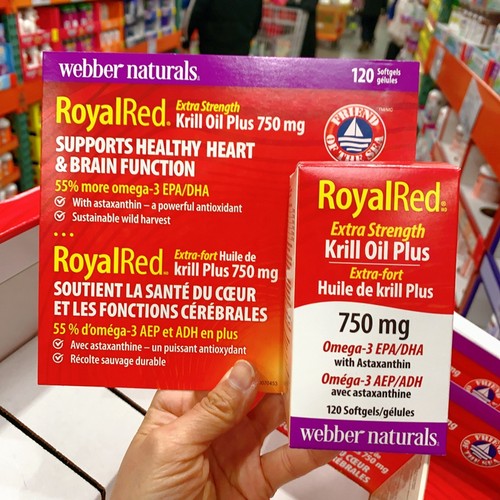 webber naturals®
120 Softgels
gélules
RoyalRed®
Extra Strength
Krill Oil Plus 750 mg
SUPPORTS HEALTHY HEART
& BRAIN FUNCTION
55% more omega-3 EPA/DHA
With astaxanthin – a powerful antioxidant
Sustainable wild harvest
FRIEND
OF THE SEA
RoyalRed
Extra-fort Huile de
krill Plus 750 mg
SOUTIENT LA SANTÉ DU CŒUR
ET LES FONCTIONS CÉRÉBRALES
55 % d'oméga-3 AEP et ADH en plus
Avec astaxanthine – un puissant antioxydant
Récolte sauvage durable
RoyalRed
Extra Strength
Krill Oil Plus
Extra-fort
Huile de krill Plus
750 mg
Omega-3 EPA/DHA
with Astaxanthin
Oméga-3 AEP/ADH
avec astaxanthine
120 Softgels/gélules
webber naturals